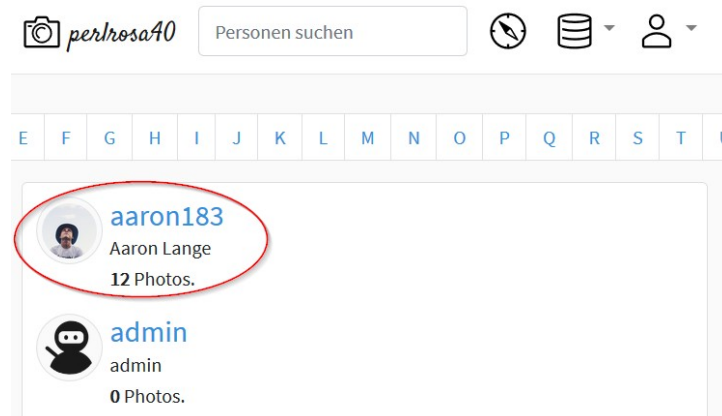 perlrosa40 Personen suchen
E F G H I J K L M N O P Q R S T
aaron183
Aaron Lange
12 Photos.
admin
admin
0 Photos.